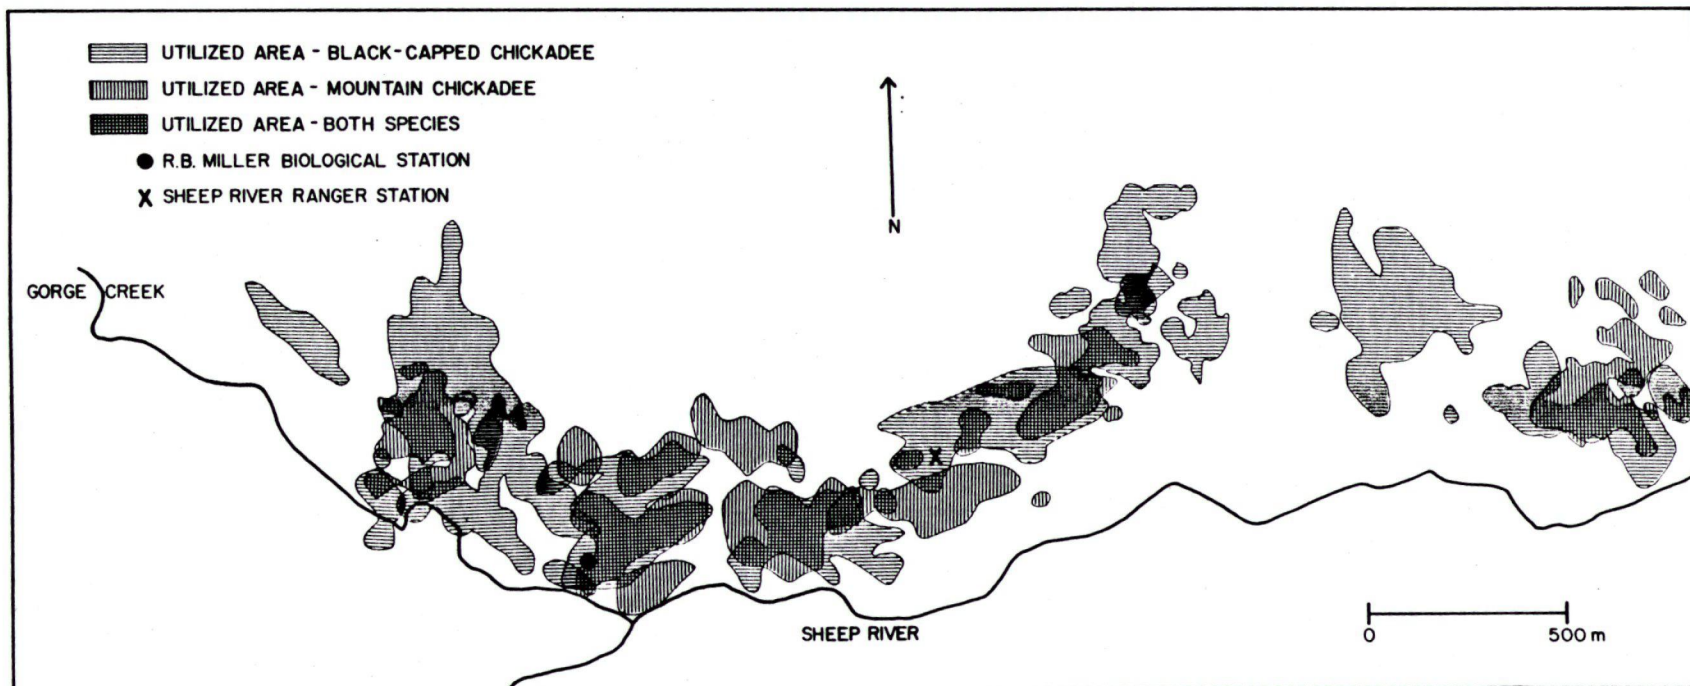 UTILIZED AREA - BLACK-CAPPED CHICKADEE
UTILIZED AREA - MOUNTAIN CHICKADEE
UTILIZED AREA - BOTH SPECIES
R.B. MILLER BIOLOGICAL STATION
X SHEEP RIVER RANGER STATION
N
GORGE CREEK
X
SHEEP RIVER
0 500 m